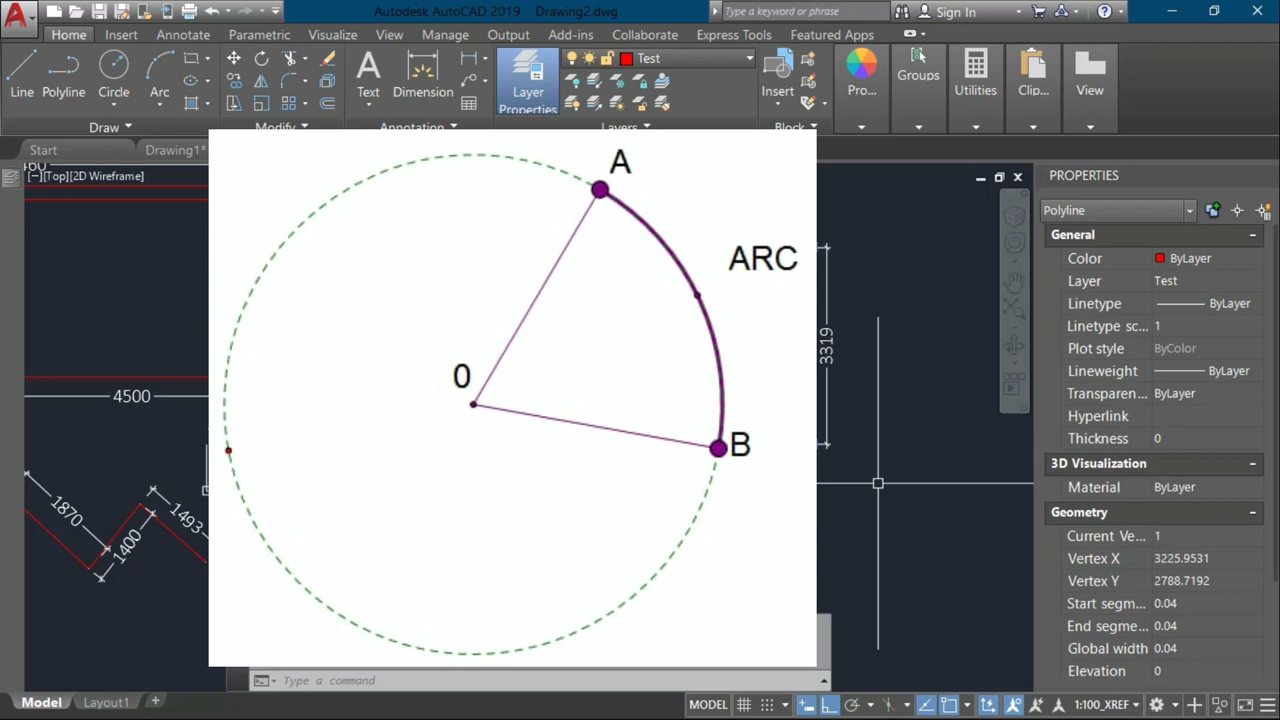 Autodesk AutoCAD 2019 Drawing2.dwg
Type a keyword or phrase
Sign In
Home Insert Annotate Parametric Visualize View Manage Output Add-ins Collaborate Express Tools Featured Apps
Line Polyline Circle Arc
Text Dimension
Layer Properties
Test
Insert
Pro... Groups Utilities Clip... View
Draw Modify Annotation Layers Block
Start Drawing1*
[−][Top][2D Wireframe]
A
ARC
0
B
4500
1870
1493
1400
3319
PROPERTIES
Polyline
General
Color ByLayer
Layer Test
Linetype ByLayer
Linetype sc... 1
Plot style ByColor
Lineweight ByLayer
Transparen... ByLayer
Hyperlink
Thickness 0
3D Visualization
Material ByLayer
Geometry
Current Ve... 1
Vertex X 3225.9531
Vertex Y 2788.7192
Start segm... 0.04
End segme... 0.04
Global width 0.04
Elevation 0
Type a command
Model Layout1
MODEL
1:100_XREF